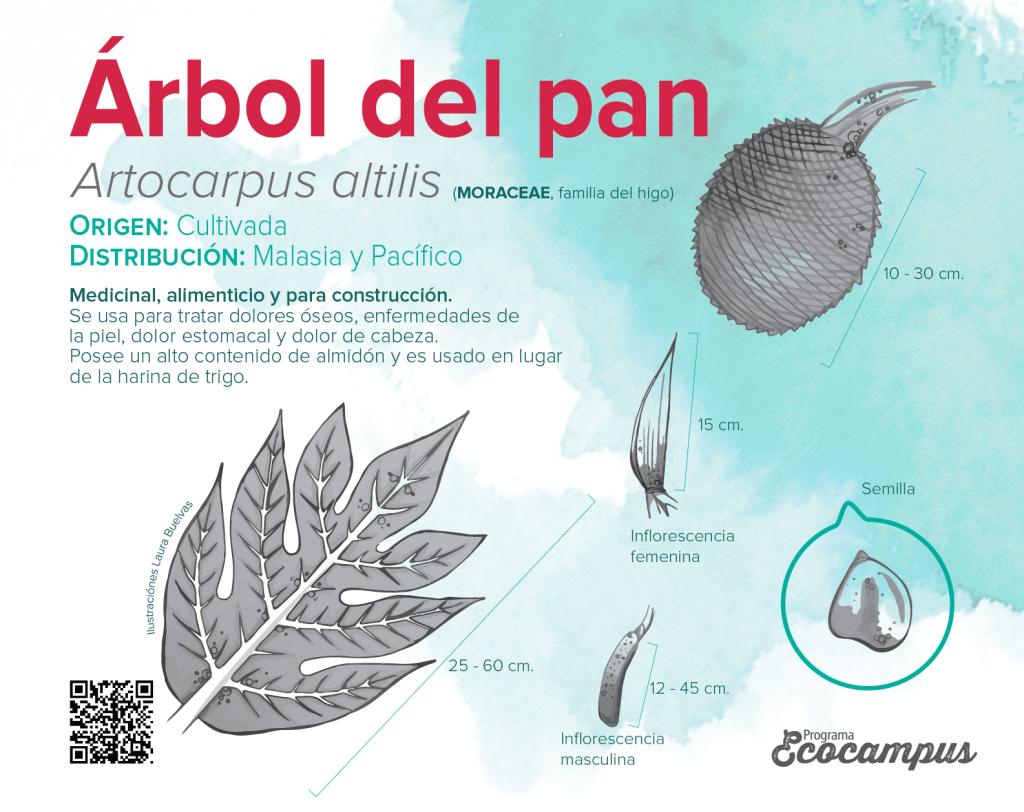 Árbol del pan
Artocarpus altilis (MORACEAE, familia del higo)
ORIGEN: Cultivada
DISTRIBUCIÓN: Malasia y Pacífico
Medicinal, alimenticio y para construcción.
Se usa para tratar dolores óseos, enfermedades de
la piel, dolor estomacal y dolor de cabeza.
Posee un alto contenido de almidón y es usado en lugar
de la harina de trigo.
10 - 30 cm.
15 cm.
Inflorescencia
femenina
Semilla
Ilustraciónes Laura Buelvas
25 - 60 cm.
12 - 45 cm.
Inflorescencia
masculina
Programa
Ecocampus